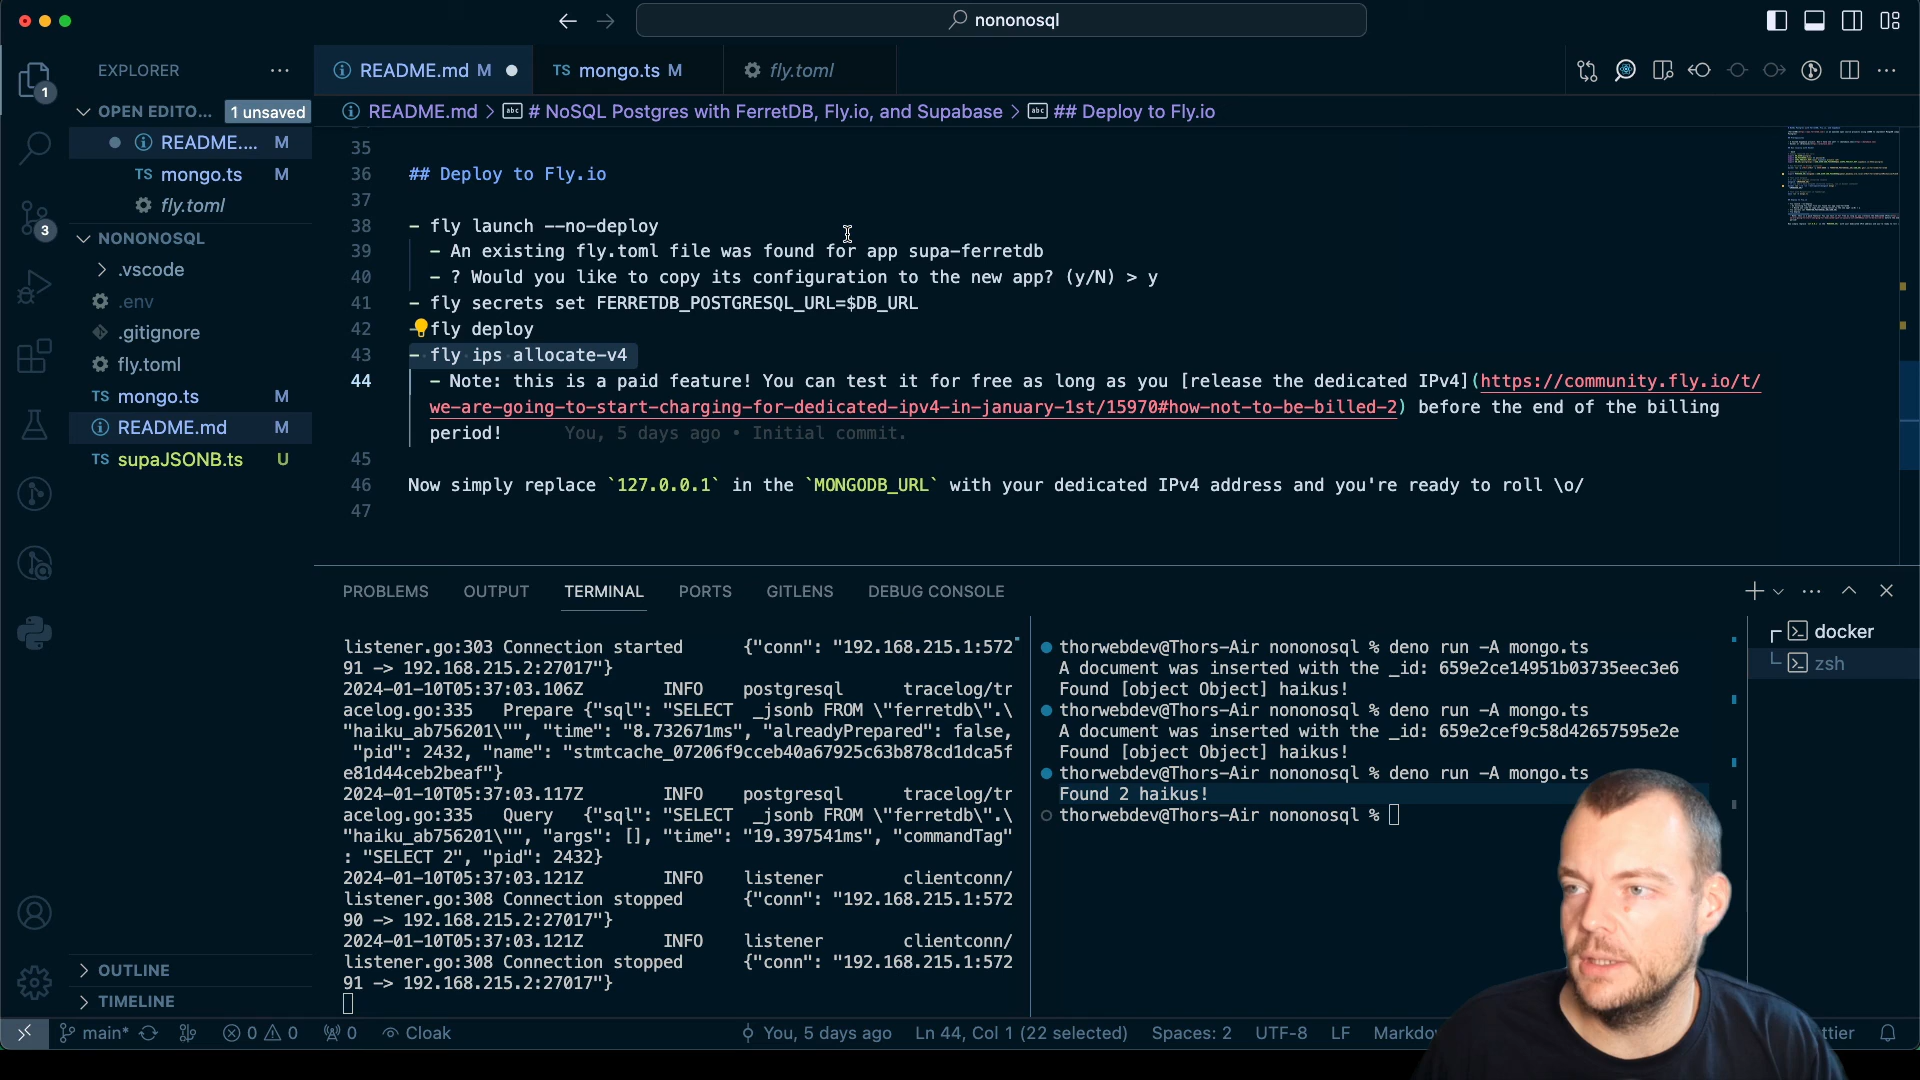 nononosql
EXPLORER
README.md M
TS mongo.ts M
fly.toml
1
OPEN EDITO... 1 unsaved
README.md > # NoSQL Postgres with FerretDB, Fly.io, and Supabase > ## Deploy to Fly.io
README.... M
TS mongo.ts M
fly.toml
NONONOSQL
3
.vscode
.env
.gitignore
fly.toml
TS mongo.ts M
README.md M
TS supaJSONB.ts U
OUTLINE
TIMELINE
35
36 ## Deploy to Fly.io
37
38 - fly launch --no-deploy
39 - An existing fly.toml file was found for app supa-ferretdb
40 - ? Would you like to copy its configuration to the new app? (y/N) > y
41 - fly secrets set FERRETDB_POSTGRESQL_URL=$DB_URL
42 - fly deploy
43 - fly ips allocate-v4
44 - Note: this is a paid feature! You can test it for free as long as you [release the dedicated IPv4](https://community.fly.io/t/
we-are-going-to-start-charging-for-dedicated-ipv4-in-january-1st/15970#how-not-to-be-billed-2) before the end of the billing
period! You, 5 days ago • Initial commit.
45
46 Now simply replace `127.0.0.1` in the `MONGODB_URL` with your dedicated IPv4 address and you're ready to roll \o/
47
PROBLEMS OUTPUT TERMINAL PORTS GITLENS DEBUG CONSOLE
listener.go:303 Connection started {"conn": "192.168.215.1:572
91 -> 192.168.215.2:27017"}
2024-01-10T05:37:03.106Z INFO postgresql tracelog/tr
acelog.go:335 Prepare {"sql": "SELECT _jsonb FROM \"ferretdb\".\
"haiku_ab756201\"", "time": "8.732671ms", "alreadyPrepared": false,
"pid": 2432, "name": "stmtcache_07206f9cceb40a67925c63b878cd1dca5f
e81d44ceb2beaf"}
2024-01-10T05:37:03.117Z INFO postgresql tracelog/tr
acelog.go:335 Query {"sql": "SELECT _jsonb FROM \"ferretdb\".\
"haiku_ab756201\"", "args": [], "time": "19.397541ms", "commandTag"
: "SELECT 2", "pid": 2432}
2024-01-10T05:37:03.121Z INFO listener clientconn/
listener.go:308 Connection stopped {"conn": "192.168.215.1:572
90 -> 192.168.215.2:27017"}
2024-01-10T05:37:03.121Z INFO listener clientconn/
listener.go:308 Connection stopped {"conn": "192.168.215.1:572
91 -> 192.168.215.2:27017"}
thorwebdev@Thors-Air nononosql % deno run -A mongo.ts
A document was inserted with the _id: 659e2ce14951b03735eec3e6
Found [object Object] haikus!
thorwebdev@Thors-Air nononosql % deno run -A mongo.ts
A document was inserted with the _id: 659e2cef9c58d42657595e2e
Found [object Object] haikus!
thorwebdev@Thors-Air nononosql % deno run -A mongo.ts
Found 2 haikus!
thorwebdev@Thors-Air nononosql %
docker
zsh
main* 0 0 0 Cloak You, 5 days ago Ln 44, Col 1 (22 selected) Spaces: 2 UTF-8 LF